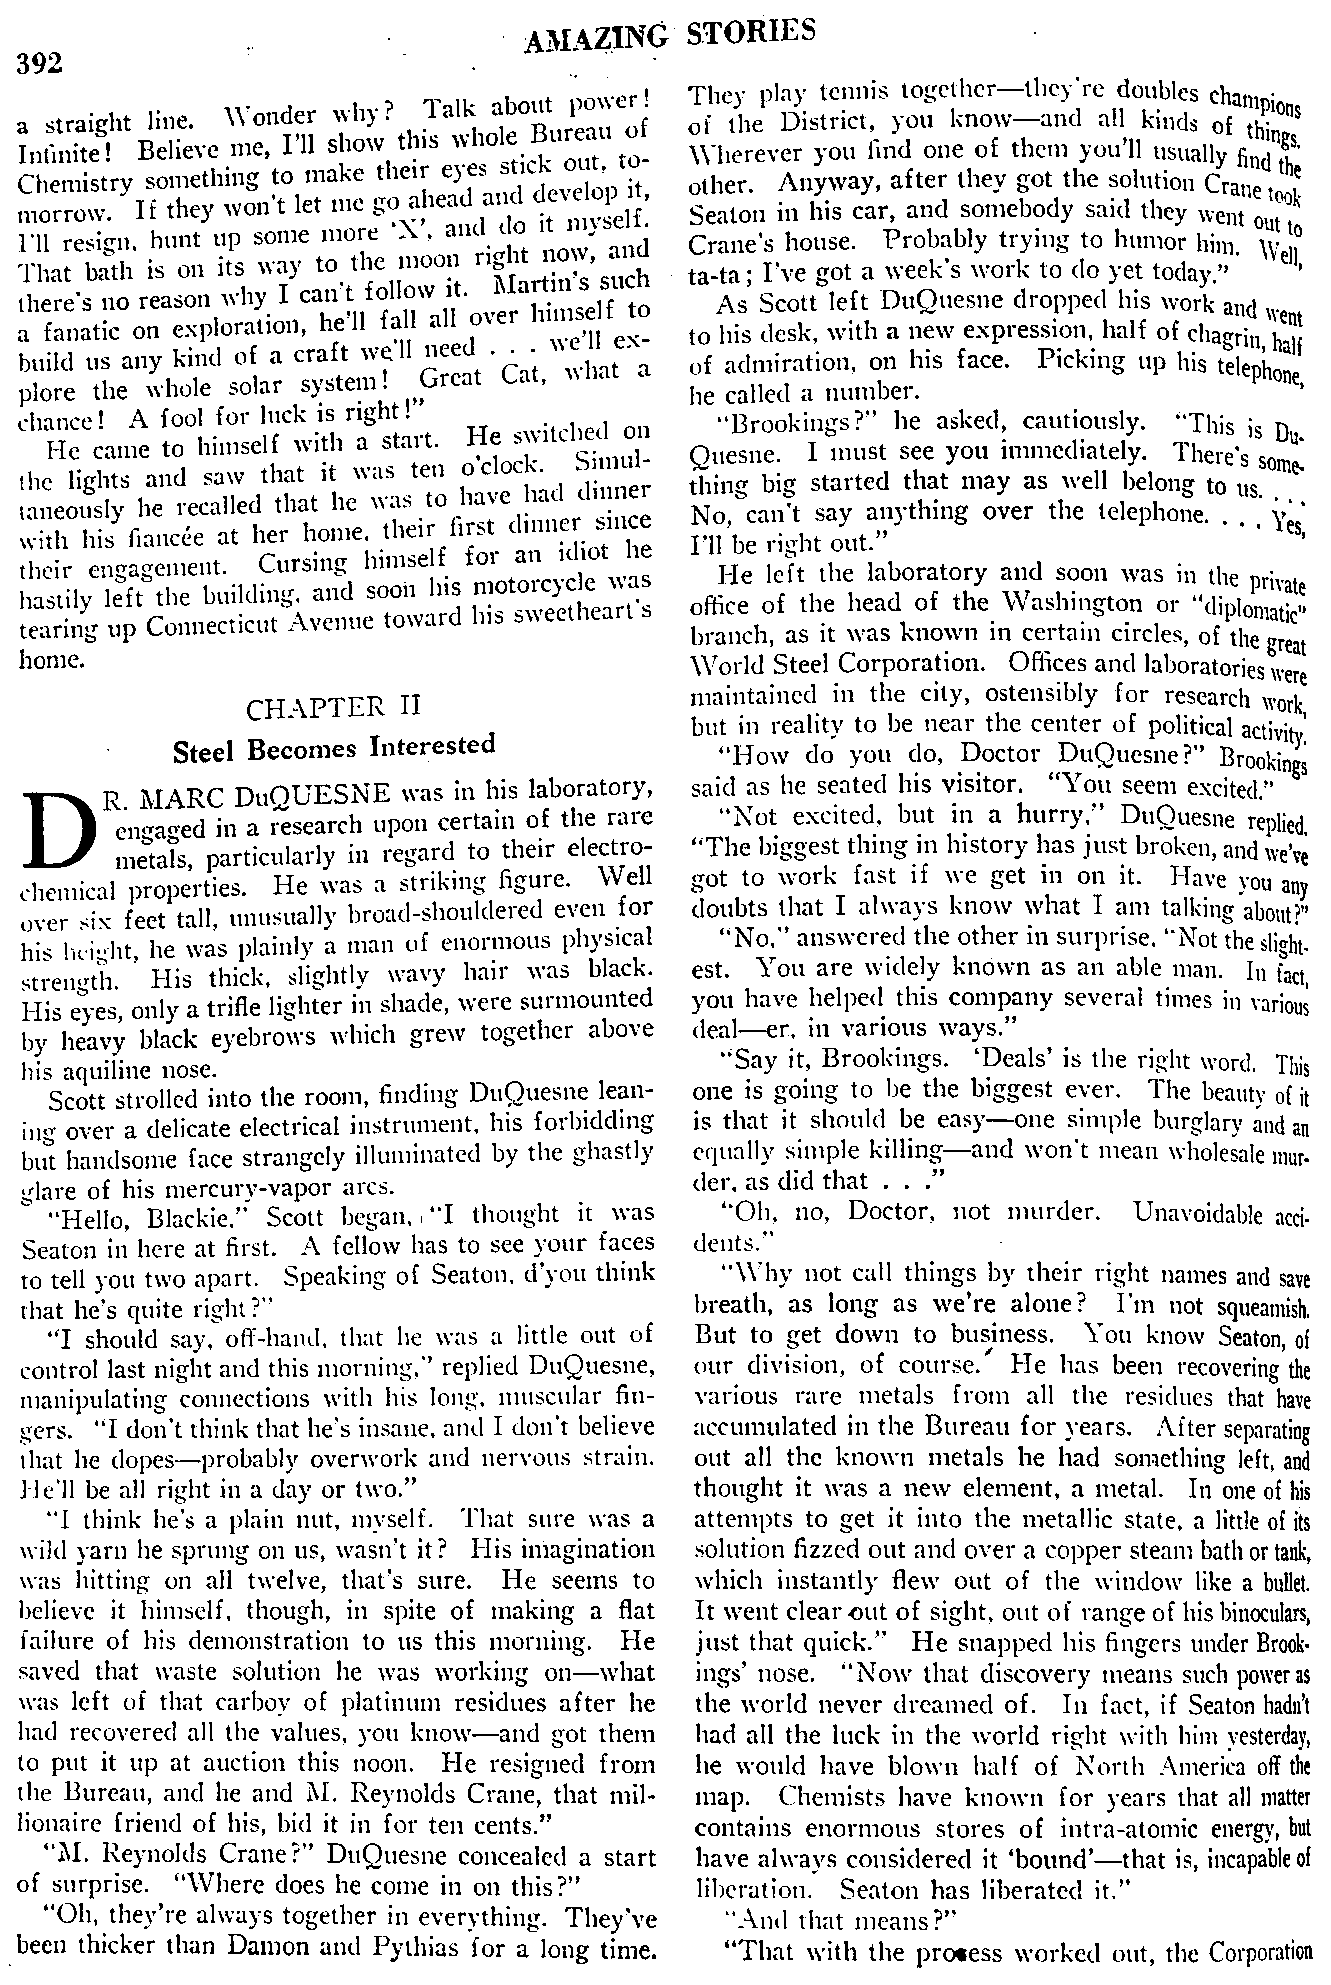 392
AMAZING STORIES
a straight line. Wonder why? Talk about power!
Infinite! Believe me, I'll show this whole Bureau of
Chemistry something to make their eyes stick out, to-
morrow. If they won't let me go ahead and develop it,
I'll resign, hunt up some more 'X', and do it myself.
That bath is on its way to the moon right now, and
there's no reason why I can't follow it. Martin's such
a fanatic on exploration, he'll fall all over himself to
build us any kind of a craft we'll need . . . we'll ex-
plore the whole solar system! Great Cat, what a
chance! A fool for luck is right!"
He came to himself with a start. He switched on
the lights and saw that it was ten o'clock. Simul-
taneously he recalled that he was to have had dinner
with his fiancée at her home, their first dinner since
their engagement. Cursing himself for an idiot he
hastily left the building, and soon his motorcycle was
tearing up Connecticut Avenue toward his sweetheart's
home.
CHAPTER II
Steel Becomes Interested
DR. MARC DuQUESNE was in his laboratory,
engaged in a research upon certain of the rare
metals, particularly in regard to their electro-
chemical properties. He was a striking figure. Well
over six feet tall, unusually broad-shouldered even for
his height, he was plainly a man of enormous physical
strength. His thick, slightly wavy hair was black.
His eyes, only a trifle lighter in shade, were surmounted
by heavy black eyebrows which grew together above
his aquiline nose.
Scott strolled into the room, finding DuQuesne lean-
ing over a delicate electrical instrument, his forbidding
but handsome face strangely illuminated by the ghastly
glare of his mercury-vapor arcs.
"Hello, Blackie," Scott began, "I thought it was
Seaton in here at first. A fellow has to see your faces
to tell you two apart. Speaking of Seaton, d'you think
that he's quite right?"
"I should say, off-hand, that he was a little out of
control last night and this morning," replied DuQuesne,
manipulating connections with his long, muscular fin-
gers. "I don't think that he's insane, and I don't believe
that he dopes—probably overwork and nervous strain.
He'll be all right in a day or two."
"I think he's a plain nut, myself. That sure was a
wild yarn he sprung on us, wasn't it? His imagination
was hitting on all twelve, that's sure. He seems to
believe it himself, though, in spite of making a flat
failure of his demonstration to us this morning. He
saved that waste solution he was working on—what
was left of that carboy of platinum residues after he
had recovered all the values, you know—and got them
to put it up at auction this noon. He resigned from
the Bureau, and he and M. Reynolds Crane, that mil-
lionaire friend of his, bid it in for ten cents."
"M. Reynolds Crane?" DuQuesne concealed a start
of surprise. "Where does he come in on this?"
"Oh, they're always together in everything. They've
been thicker than Damon and Pythias for a long time.
They play tennis together—they're doubles champions
of the District, you know—and all kinds of things.
Wherever you find one of them you'll usually find the
other. Anyway, after they got the solution Crane took
Seaton in his car, and somebody said they went out to
Crane's house. Probably trying to humor him. Well,
ta-ta; I've got a week's work to do yet today."
As Scott left DuQuesne dropped his work and went
to his desk, with a new expression, half of chagrin, half
of admiration, on his face. Picking up his telephone,
he called a number.
"Brookings?" he asked, cautiously. "This is Du-
Quesne. I must see you immediately. There's some-
thing big started that may as well belong to us. . . .
No, can't say anything over the telephone. . . . Yes,
I'll be right out."
He left the laboratory and soon was in the private
office of the head of the Washington or "diplomatic"
branch, as it was known in certain circles, of the great
World Steel Corporation. Offices and laboratories were
maintained in the city, ostensibly for research work,
but in reality to be near the center of political activity.
"How do you do, Doctor DuQuesne?" Brookings
said as he seated his visitor. "You seem excited."
"Not excited, but in a hurry," DuQuesne replied.
"The biggest thing in history has just broken, and we've
got to work fast if we get in on it. Have you any
doubts that I always know what I am talking about?"
"No," answered the other in surprise. "Not the slight-
est. You are widely known as an able man. In fact,
you have helped this company several times in various
deal—er, in various ways."
"Say it, Brookings. 'Deals' is the right word. This
one is going to be the biggest ever. The beauty of it
is that it should be easy—one simple burglary and an
equally simple killing—and won't mean wholesale mur-
der, as did that . . ."
"Oh, no, Doctor, not murder. Unavoidable acci-
dents."
"Why not call things by their right names and save
breath, as long as we're alone? I'm not squeamish.
But to get down to business. You know Seaton, of
our division, of course. He has been recovering the
various rare metals from all the residues that have
accumulated in the Bureau for years. After separating
out all the known metals he had something left, and
thought it was a new element, a metal. In one of his
attempts to get it into the metallic state, a little of its
solution fizzed out and over a copper steam bath or tank,
which instantly flew out of the window like a bullet.
It went clear out of sight, out of range of his binoculars,
just that quick." He snapped his fingers under Brook-
ings' nose. "Now that discovery means such power as
the world never dreamed of. In fact, if Seaton hadn't
had all the luck in the world right with him yesterday,
he would have blown half of North America off the
map. Chemists have known for years that all matter
contains enormous stores of intra-atomic energy, but
have always considered it 'bound'—that is, incapable of
liberation. Seaton has liberated it."
"And that means?"
"That with the process worked out, the Corporation